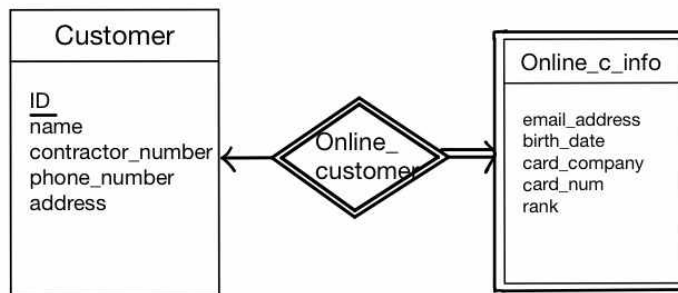 Customer
ID
name
contractor_number
phone_number
address
Online_
customer
Online_c_info
email_address
birth_date
card_company
card_num
rank